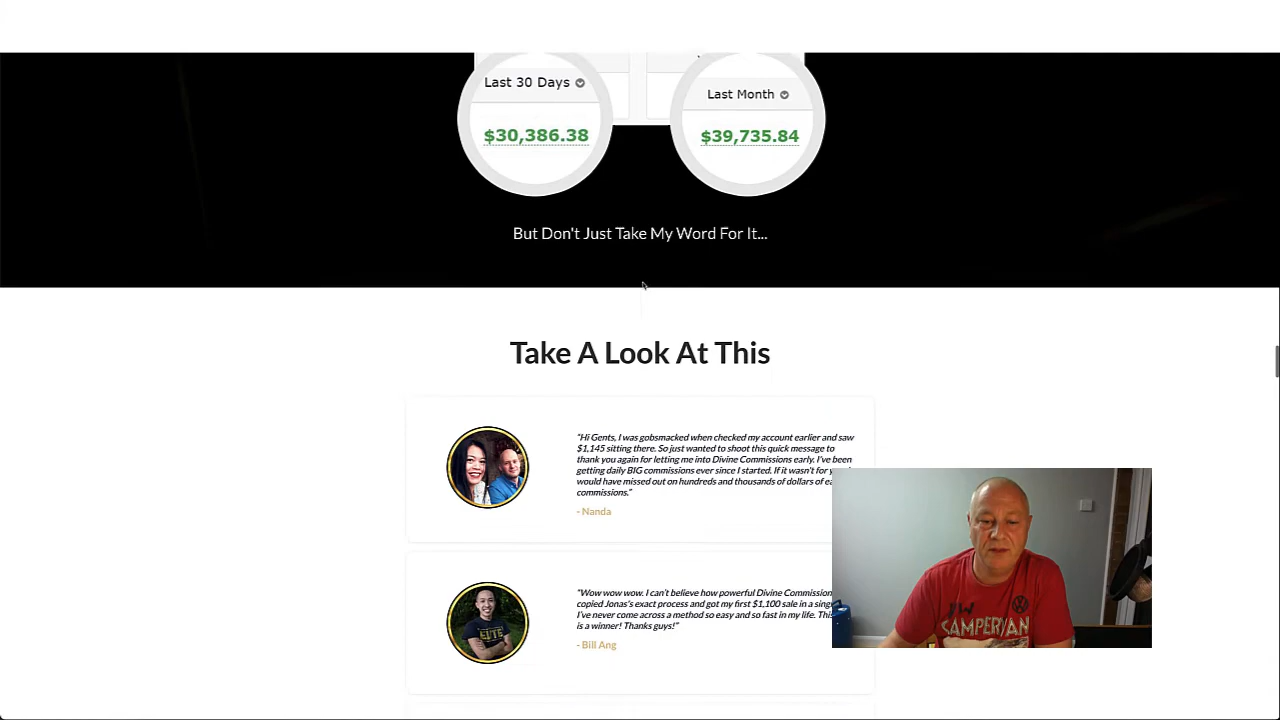 Last 30 Days
$30,386.38
Last Month
$39,735.84
But Don't Just Take My Word For It...
Take A Look At This
"Hi Gents, I was gobsmacked when checked my account earlier and saw
$1,145 sitting there. So just wanted to shoot this quick message to
thank you again for letting me into Divine Commissions early. I've been
getting daily BIG commissions ever since I started. If it wasn't for
would have missed out on hundreds and thousands of dollars of
commissions."
- Nanda
"Wow wow wow. I can't believe how powerful Divine
copied Jonas's exact process and got my first $1,100 sale in a
I've never come across a method so easy and so fast in my life.
is a winner! Thanks guys!"
- Bill Ang
CAMPERVAN